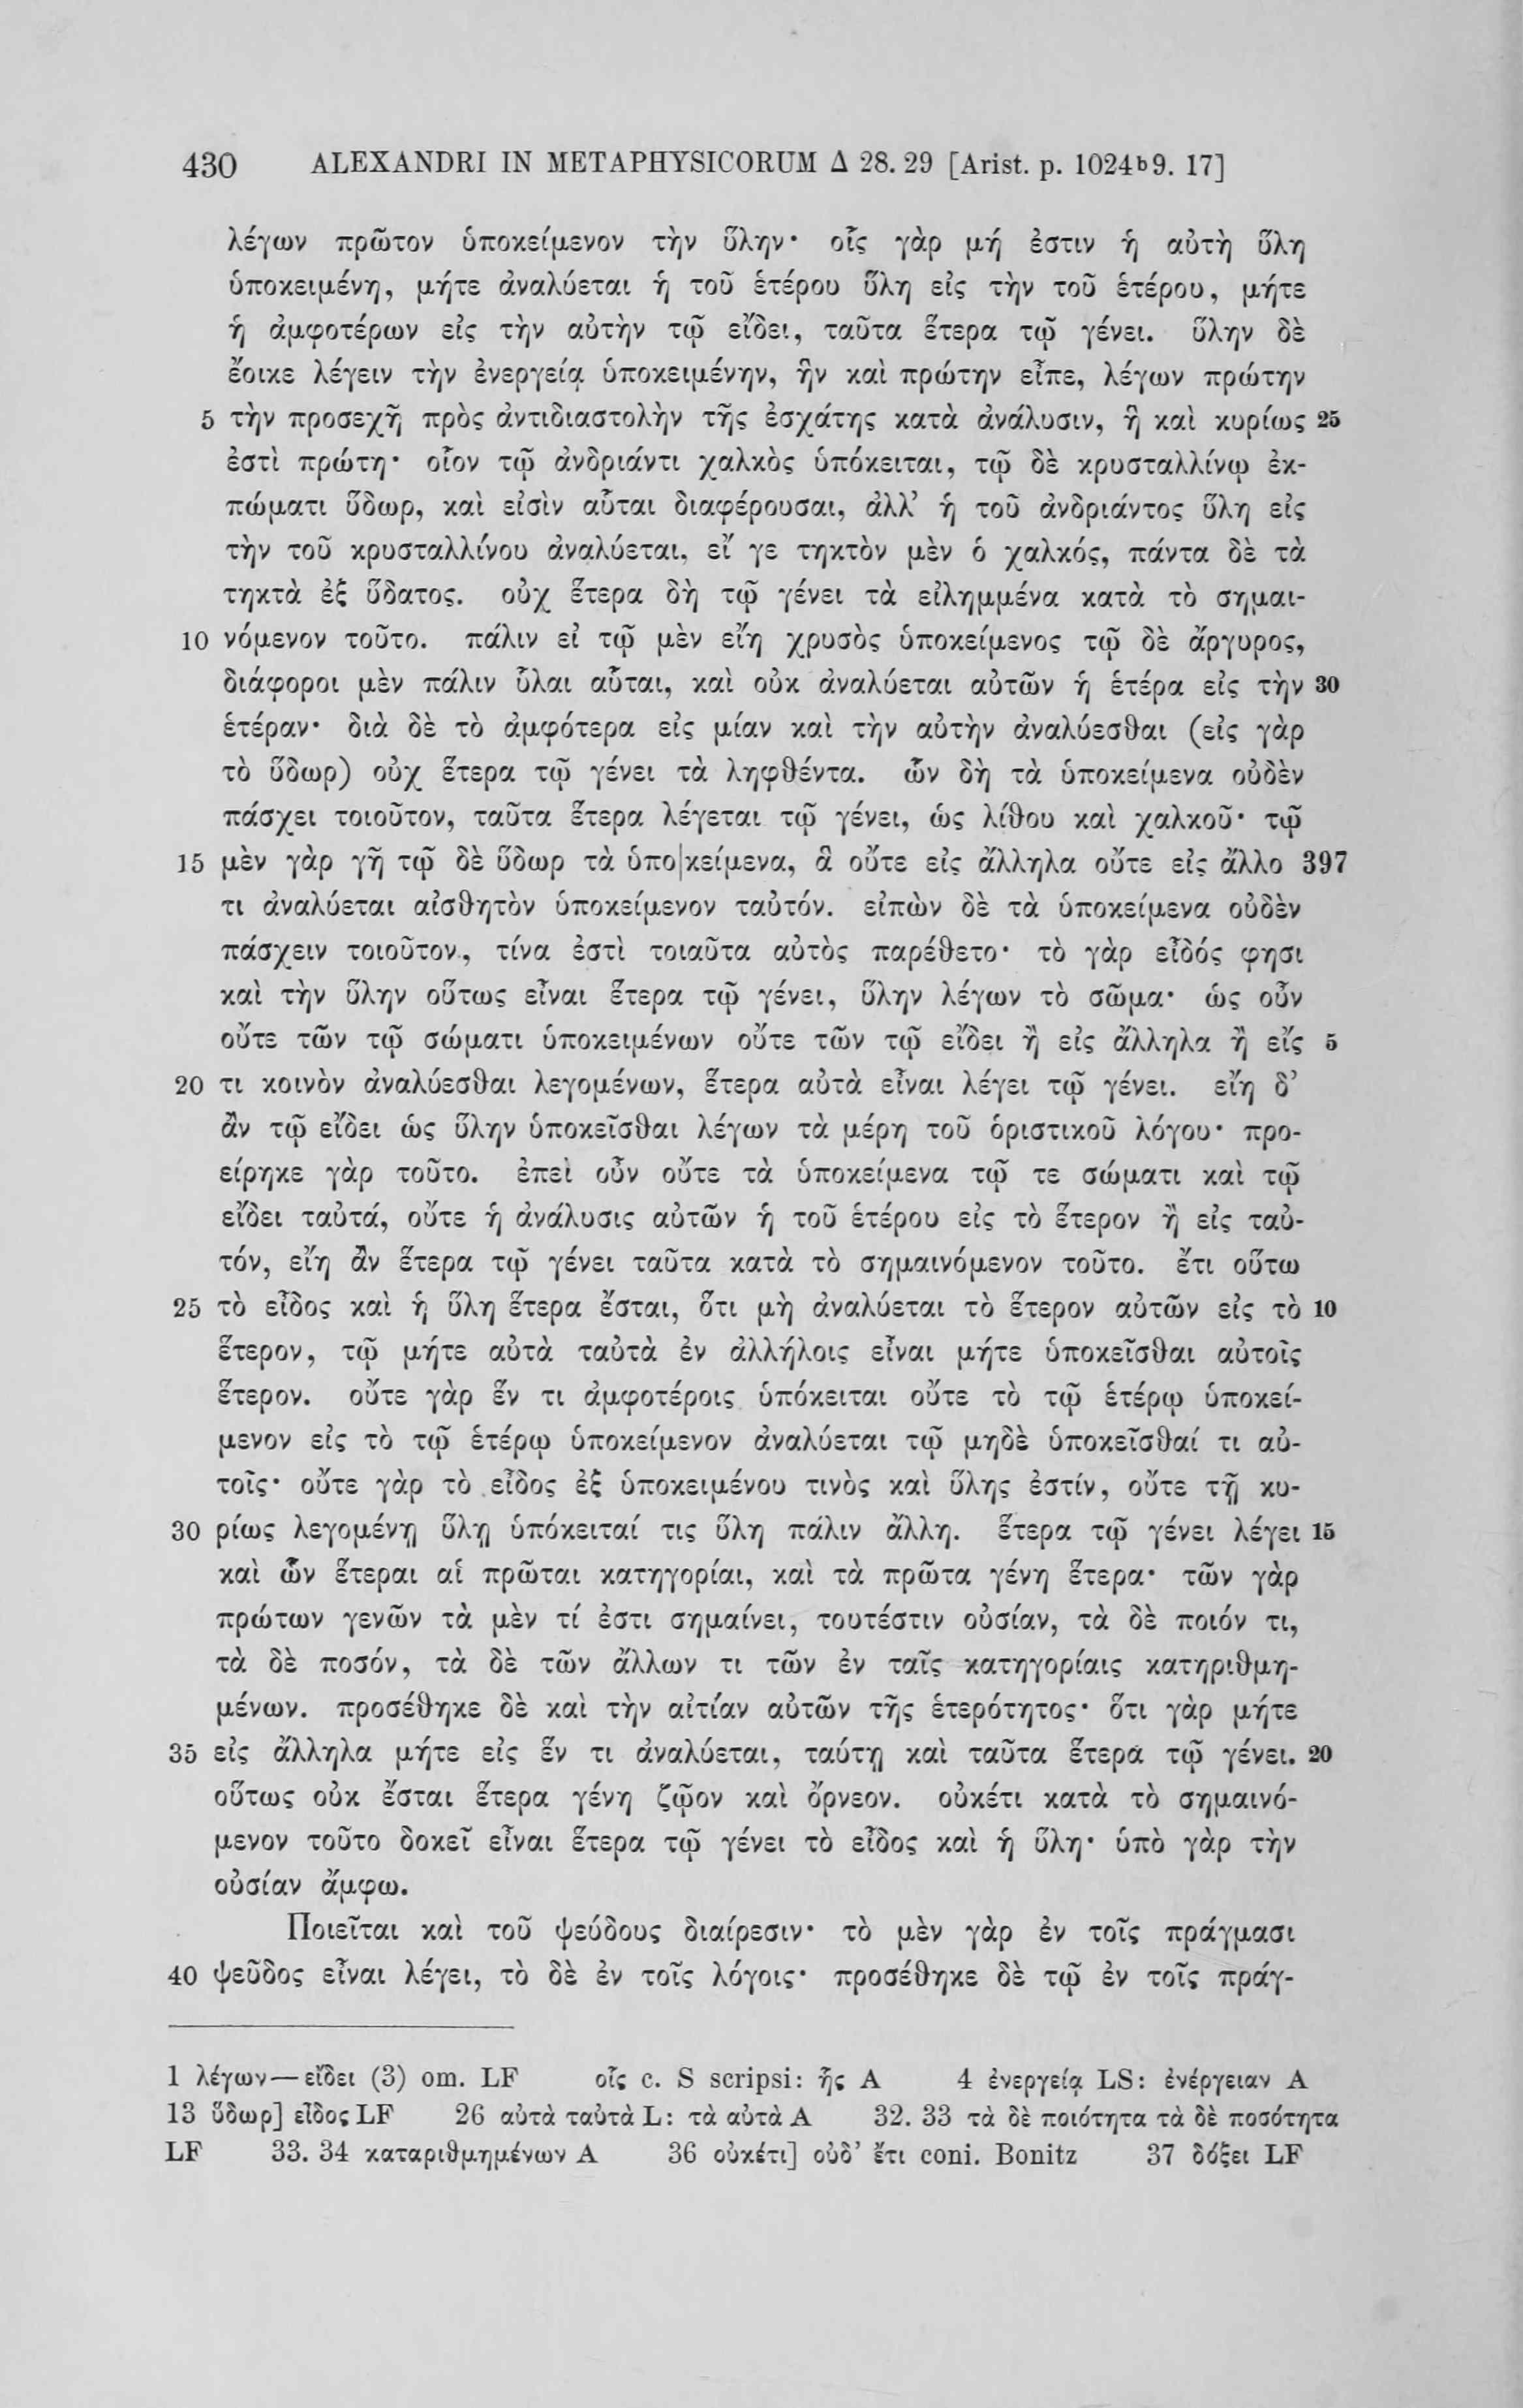 430 ALEXANDRI IN METAPHYSICORUM Δ 28. 29 [Arist. p. 1024b9. 17]
λέγων πρῶτον ὑποκείμενον τὴν ὕλην· οἷς γὰρ μή ἐστιν ἡ αὐτὴ ὕλη
ὑποκειμένη, μήτε ἀναλύεται ἡ τοῦ ἑτέρου ὕλη εἰς τὴν τοῦ ἑτέρου, μήτε
ἡ ἀμφοτέρων εἰς τὴν αὐτὴν τῷ εἴδει, ταῦτα ἕτερα τῷ γένει. ὕλην δὲ
ἔοικε λέγειν τὴν ἐνεργείᾳ ὑποκειμένην, ἣν καὶ πρώτην εἶπε, λέγων πρώτην
5 τὴν προσεχῆ πρὸς ἀντιδιαστολὴν τῆς ἐσχάτης κατὰ ἀνάλυσιν, ἣ καὶ κυρίως 25
ἐστὶ πρώτη· οἷον τῷ ἀνδριάντι χαλκὸς ὑπόκειται, τῷ δὲ κρυσταλλίνῳ ἐκ-
πώματι ὕδωρ, καὶ εἰσὶν αὗται διαφέρουσαι, ἀλλ’ ἡ τοῦ ἀνδριάντος ὕλη εἰς
τὴν τοῦ κρυσταλλίνου ἀναλύεται, εἴ γε τηκτὸν μὲν ὁ χαλκός, πάντα δὲ τὰ
τηκτὰ ἐξ ὕδατος. οὐχ ἕτερα δὴ τῷ γένει τὰ εἰλημμένα κατὰ τὸ σημαι-
10 νόμενον τοῦτο. πάλιν εἰ τῷ μὲν εἴη χρυσὸς ὑποκείμενος τῷ δὲ ἄργυρος,
διάφοροι μὲν πάλιν ὗλαι αὗται, καὶ οὐκ ἀναλύεται αὐτῶν ἡ ἑτέρα εἰς τὴν 30
ἑτέραν· διὰ δὲ τὸ ἀμφότερα εἰς μίαν καὶ τὴν αὐτὴν ἀναλύεσθαι (εἰς γὰρ
τὸ ὕδωρ) οὐχ ἕτερα τῷ γένει τὰ ληφθέντα. ὧν δὴ τὰ ὑποκείμενα οὐδὲν
πάσχει τοιοῦτον, ταῦτα ἕτερα λέγεται τῷ γένει, ὡς λίθου καὶ χαλκοῦ· τῷ
15 μὲν γὰρ γῆ τῷ δὲ ὕδωρ τὰ ὑπο|κείμενα, ἃ οὔτε εἰς ἄλληλα οὔτε εἰς ἄλλο 397
τι ἀναλύεται αἰσθητὸν ὑποκείμενον ταὐτόν. εἰπὼν δὲ τὰ ὑποκείμενα οὐδὲν
πάσχειν τοιοῦτον, τίνα ἐστὶ τοιαῦτα αὐτὸς παρέθετο· τὸ γὰρ εἶδός φησι
καὶ τὴν ὕλην οὕτως εἶναι ἕτερα τῷ γένει, ὕλην λέγων τὸ σῶμα· ὡς οὖν
οὔτε τῶν τῷ σώματι ὑποκειμένων οὔτε τῶν τῷ εἴδει ἢ εἰς ἄλληλα ἢ εἴς 5
20 τι κοινὸν ἀναλύεσθαι λεγομένων, ἕτερα αὐτὰ εἶναι λέγει τῷ γένει. εἴη δ’
ἂν τῷ εἴδει ὡς ὕλην ὑποκεῖσθαι λέγων τὰ μέρη τοῦ ὁριστικοῦ λόγου· προ-
είρηκε γὰρ τοῦτο. ἐπεὶ οὖν οὔτε τὰ ὑποκείμενα τῷ τε σώματι καὶ τῷ
εἴδει ταὐτά, οὔτε ἡ ἀνάλυσις αὐτῶν ἡ τοῦ ἑτέρου εἰς τὸ ἕτερον ἢ εἰς ταὐ-
τόν, εἴη ἂν ἕτερα τῷ γένει ταῦτα κατὰ τὸ σημαινόμενον τοῦτο. ἔτι οὕτω
25 τὸ εἶδος καὶ ἡ ὕλη ἕτερα ἔσται, ὅτι μὴ ἀναλύεται τὸ ἕτερον αὐτῶν εἰς τὸ 10
ἕτερον, τῷ μήτε αὐτὰ ταὐτὰ ἐν ἀλλήλοις εἶναι μήτε ὑποκεῖσθαι αὐτοῖς
ἕτερον. οὔτε γὰρ ἕν τι ἀμφοτέροις ὑπόκειται οὔτε τὸ τῷ ἑτέρῳ ὑποκεί-
μενον εἰς τὸ τῷ ἑτέρῳ ὑποκείμενον ἀναλύεται τῷ μηδὲ ὑποκεῖσθαί τι αὐ-
τοῖς· οὔτε γὰρ τὸ εἶδος ἐξ ὑποκειμένου τινὸς καὶ ὕλης ἐστίν, οὔτε τῇ κυ-
30 ρίως λεγομένῃ ὕλῃ ὑπόκειταί τις ὕλη πάλιν ἄλλη. ἕτερα τῷ γένει λέγει 15
καὶ ὧν ἕτεραι αἱ πρῶται κατηγορίαι, καὶ τὰ πρῶτα γένη ἕτερα· τῶν γὰρ
πρώτων γενῶν τὰ μὲν τί ἐστι σημαίνει, τουτέστιν οὐσίαν, τὰ δὲ ποιόν τι,
τὰ δὲ ποσόν, τὰ δὲ τῶν ἄλλων τι τῶν ἐν ταῖς κατηγορίαις κατηριθμη-
μένων. προσέθηκε δὲ καὶ τὴν αἰτίαν αὐτῶν τῆς ἑτερότητος· ὅτι γὰρ μήτε
35 εἰς ἄλληλα μήτε εἰς ἕν τι ἀναλύεται, ταύτῃ καὶ ταῦτα ἕτερα τῷ γένει. 20
οὕτως οὐκ ἔσται ἕτερα γένη ζῷον καὶ ὄρνεον. οὐκέτι κατὰ τὸ σημαινό-
μενον τοῦτο δοκεῖ εἶναι ἕτερα τῷ γένει τὸ εἶδος καὶ ἡ ὕλη· ὑπὸ γὰρ τὴν
οὐσίαν ἄμφω.
Ποιεῖται καὶ τοῦ ψεύδους διαίρεσιν· τὸ μὲν γὰρ ἐν τοῖς πράγμασι
40 ψεῦδος εἶναι λέγει, τὸ δὲ ἐν τοῖς λόγοις· προσέθηκε δὲ τῷ ἐν τοῖς πράγ-
1 λέγων—εἴδει (3) om. LF οἷς c. S scripsi: ἧς A 4 ἐνεργείᾳ LS: ἐνέργειαν A
13 ὕδωρ] εἶδος LF 26 αὐτὰ ταὐτὰ L: τὰ αὐτὰ A 32. 33 τὰ δὲ ποιότητα τὰ δὲ ποσότητα
LF 33. 34 καταριθμημένων A 36 οὐκέτι] οὐδ’ ἔτι coni. Bonitz 37 δόξει LF